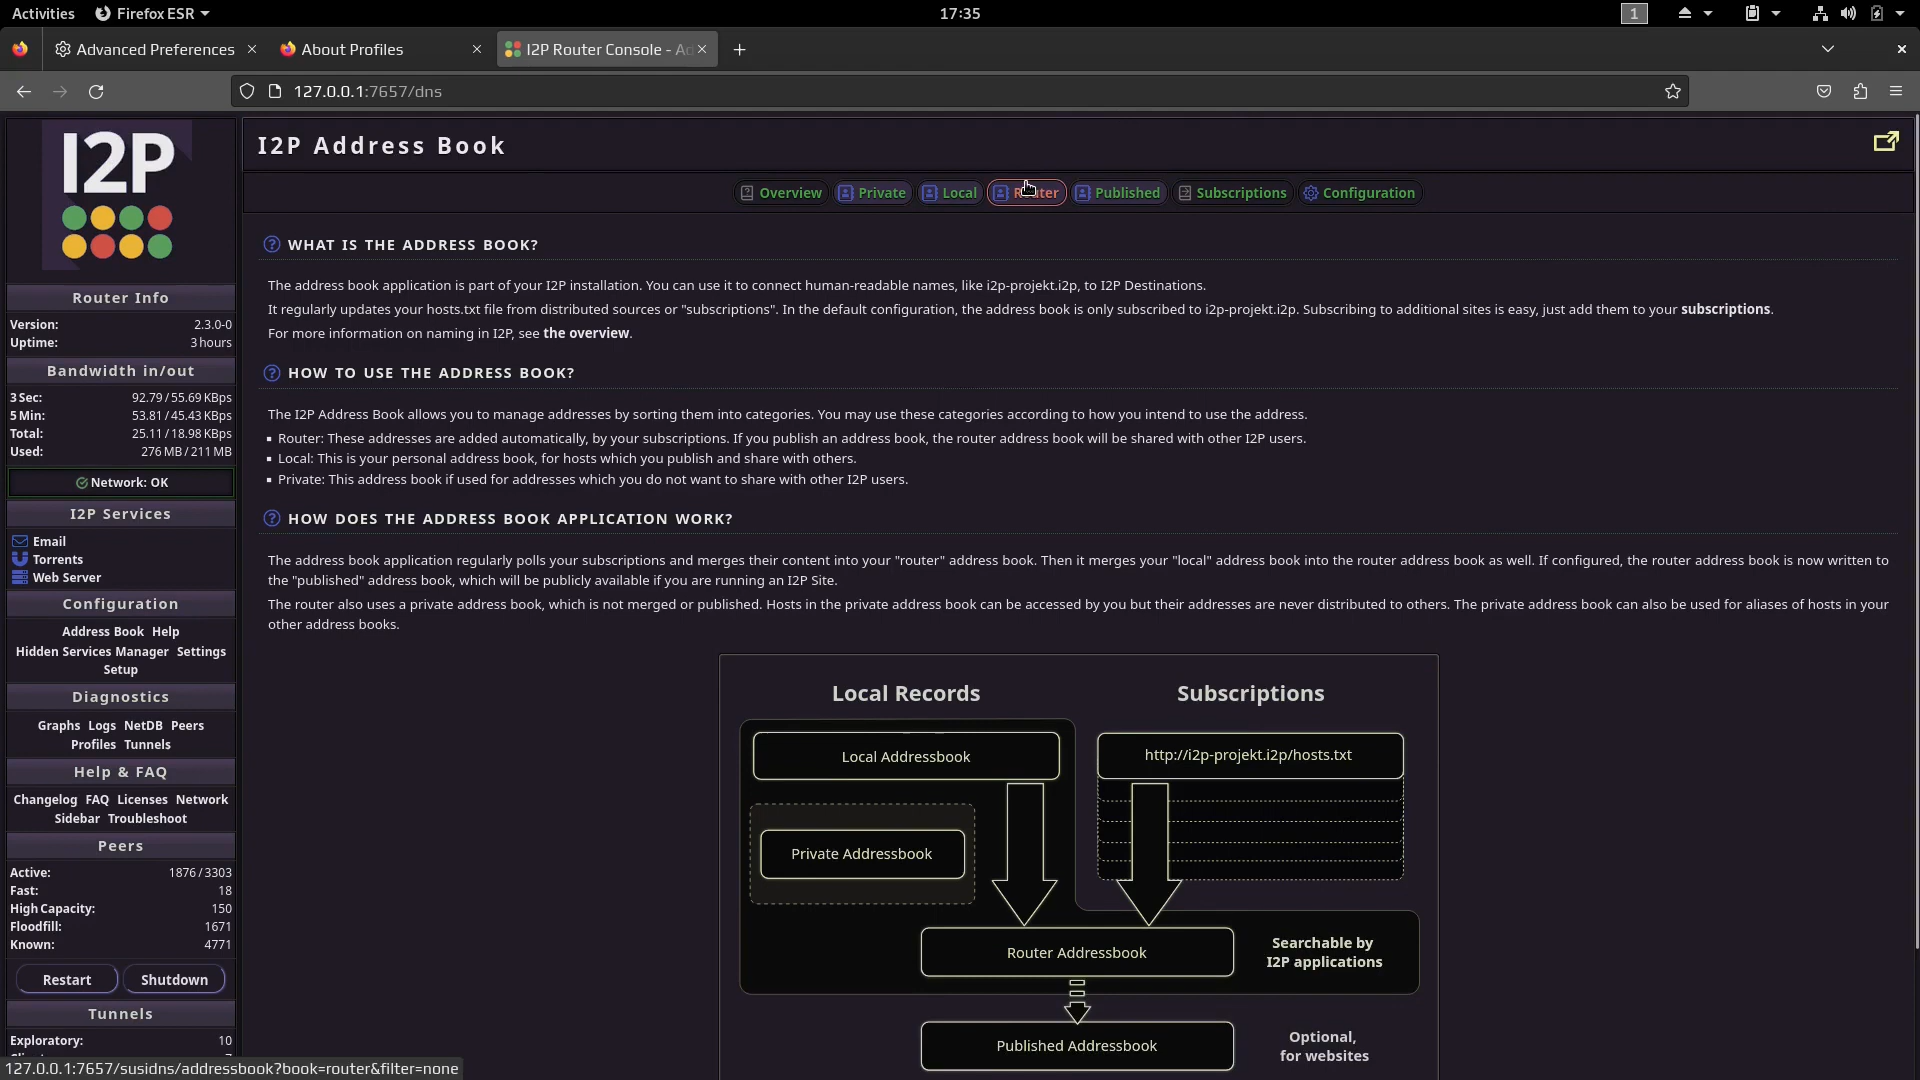 Activities
Firefox ESR
17:35
1
Advanced Preferences
About Profiles
I2P Router Console - Ad
127.0.0.1:7657/dns
I2P
Router Info
Version: 2.3.0-0
Uptime: 3 hours
Bandwidth in/out
3 Sec: 92.79 / 55.69 KBps
5 Min: 53.81 / 45.43 KBps
Total: 25.11 / 18.98 KBps
Used: 276 MB / 211 MB
Network: OK
I2P Services
Email
Torrents
Web Server
Configuration
Address Book Help
Hidden Services Manager Settings
Setup
Diagnostics
Graphs Logs NetDB Peers
Profiles Tunnels
Help & FAQ
Changelog FAQ Licenses Network
Sidebar Troubleshoot
Peers
Active: 1876 / 3303
Fast: 18
High Capacity: 150
Floodfill: 1671
Known: 4771
Restart Shutdown
Tunnels
Exploratory: 10
127.0.0.1:7657/susidns/addressbook?book=router&filter=none
I2P Address Book
Overview Private Local Router Published Subscriptions Configuration
WHAT IS THE ADDRESS BOOK?
The address book application is part of your I2P installation. You can use it to connect human-readable names, like i2p-projekt.i2p, to I2P Destinations.
It regularly updates your hosts.txt file from distributed sources or "subscriptions". In the default configuration, the address book is only subscribed to i2p-projekt.i2p. Subscribing to additional sites is easy, just add them to your subscriptions.
For more information on naming in I2P, see the overview.
HOW TO USE THE ADDRESS BOOK?
The I2P Address Book allows you to manage addresses by sorting them into categories. You may use these categories according to how you intend to use the address.
▪ Router: These addresses are added automatically, by your subscriptions. If you publish an address book, the router address book will be shared with other I2P users.
▪ Local: This is your personal address book, for hosts which you publish and share with others.
▪ Private: This address book if used for addresses which you do not want to share with other I2P users.
HOW DOES THE ADDRESS BOOK APPLICATION WORK?
The address book application regularly polls your subscriptions and merges their content into your "router" address book. Then it merges your "local" address book into the router address book as well. If configured, the router address book is now written to
the "published" address book, which will be publicly available if you are running an I2P Site.
The router also uses a private address book, which is not merged or published. Hosts in the private address book can be accessed by you but their addresses are never distributed to others. The private address book can also be used for aliases of hosts in your
other address books.
Local Records
Subscriptions
Local Addressbook
http://i2p-projekt.i2p/hosts.txt
Private Addressbook
Router Addressbook
Searchable by
I2P applications
Published Addressbook
Optional,
for websites